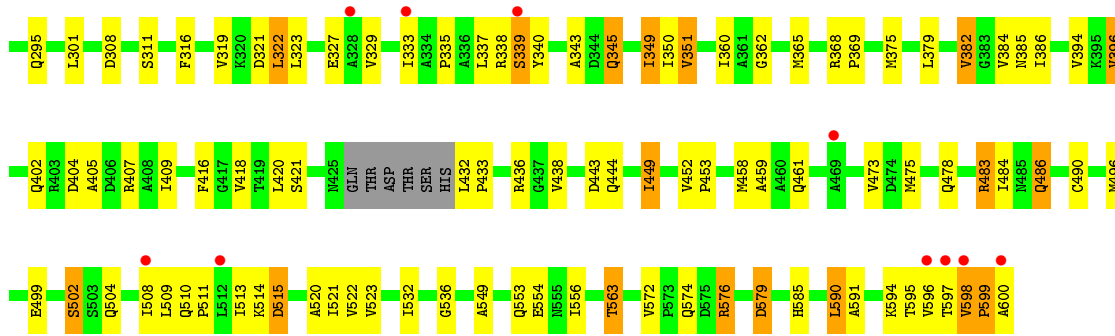 Q295 L301 D308 S311 F316 V319 K320 D321 L322 L323 E327 A328 V329 I333 A334 P335 A336 L337 R338 S339 Y340 A343 D344 Q345 I349 I350 V351 I360 A361 G362 M365 R368 P369 M375 L379 V382 G383 V384 N385 I386 V394 K395 V396
Q402 R403 D404 A405 D406 R407 A408 I409 F416 G417 V418 T419 L420 S421 N425 GLN THR ASP THR SER HIS L432 P433 R436 G437 V438 D443 Q444 I449 V452 P453 M458 A459 A460 Q461 A469 V473 D474 M475 Q478 R483 I484 N485 Q486 C490 M496
E499 S502 S503 Q504 I508 L509 Q510 P511 L512 I513 K514 D515 A520 I521 V522 V523 I532 G536 A549 Q553 E554 N555 I556 T563 V572 P573 Q574 D575 R576 D579 H585 L590 A591 K594 T595 V596 T597 V598 P599 A600